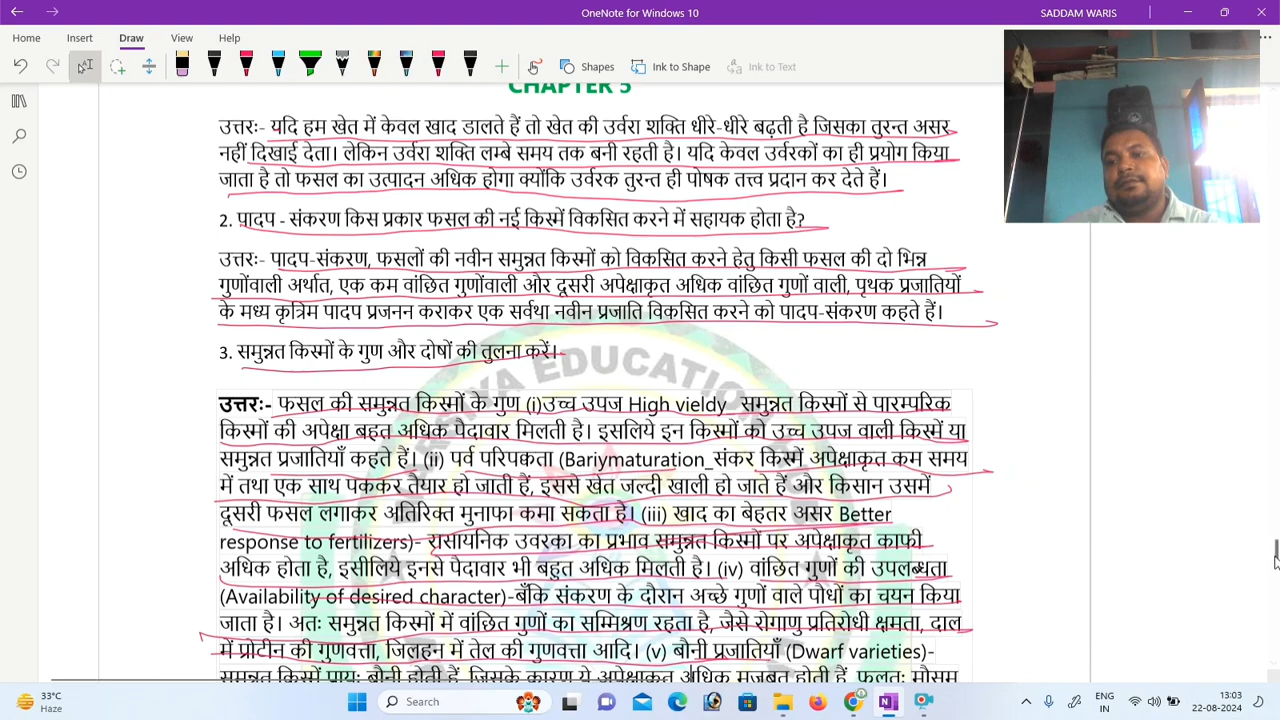 OneNote for Windows 10
SADDAM WARIS
Home Insert Draw View Help
Shapes Ink to Shape Ink to Text
CHAPTER 5
उत्तरः- यदि हम खेत में केवल खाद डालते हैं तो खेत की उर्वरा शक्ति धीरे-धीरे बढ़ती है जिसका तुरन्त असर
नहीं दिखाई देता। लेकिन उर्वरा शक्ति लम्बे समय तक बनी रहती है। यदि केवल उर्वरकों का ही प्रयोग किया
जाता है तो फसल का उत्पादन अधिक होगा क्योंकि उर्वरक तुरन्त ही पोषक तत्त्व प्रदान कर देते हैं।
2. पादप - संकरण किस प्रकार फसल की नई किस्में विकसित करने में सहायक होता है?
उत्तरः- पादप-संकरण, फसलों की नवीन समुन्नत किस्मों को विकसित करने हेतु किसी फसल की दो भिन्न
गुणोंवाली अर्थात, एक कम वांछित गुणोंवाली और दूसरी अपेक्षाकृत अधिक वांछित गुणों वाली, पृथक प्रजातियों
के मध्य कृत्रिम पादप प्रजनन कराकर एक सर्वथा नवीन प्रजाति विकसित करने को पादप-संकरण कहते हैं।
3. समुन्नत किस्मों के गुण और दोषों की तुलना करें।
EDUCATION
उत्तरः- फसल की समुन्नत किस्मों के गुण (i)उच्च उपज High vieldy_ समुन्नत किस्मों से पारम्परिक
किस्मों की अपेक्षा बहुत अधिक पैदावार मिलती है। इसलिये इन किस्मों को उच्च उपज वाली किस्में या
समुन्नत प्रजातियाँ कहते हैं। (ii) पर्व परिपक्वता (Bariymaturation_संकर किस्में अपेक्षाकृत कम समय
में तथा एक साथ पककर तैयार हो जाती हैं, इससे खेत जल्दी खाली हो जाते हैं और किसान उसमें
दूसरी फसल लगाकर अतिरिक्त मुनाफा कमा सकता है। (iii) खाद का बेहतर असर Better
response to fertilizers)- रासायनिक उवरका का प्रभाव समुन्नत किस्मों पर अपेक्षाकृत काफी
अधिक होता है, इसीलिये इनसे पैदावार भी बहुत अधिक मिलती है। (iv) वांछित गुणों की उपलब्धता
(Availability of desired character)-बँकि संकरण के दौरान अच्छे गुणों वाले पौधों का चयन किया
जाता है। अतः समुन्नत किस्मों में वांछित गुणों का सम्मिश्रण रहता है, जैसे रोगाणु प्रतिरोधी क्षमता, दाल
में प्रोटीन की गुणवत्ता, जिलहन में तेल की गुणवत्ता आदि। (v) बौनी प्रजातियाँ (Dwarf varieties)-
समुन्नत किस्में प्रायः बौनी होती हैं, जिसके कारण ये अपेक्षाकृत अधिक मजबूत होती हैं, फलतः मौसम
33°C
Haze
Search
ENG
IN
13:03
22-08-2024